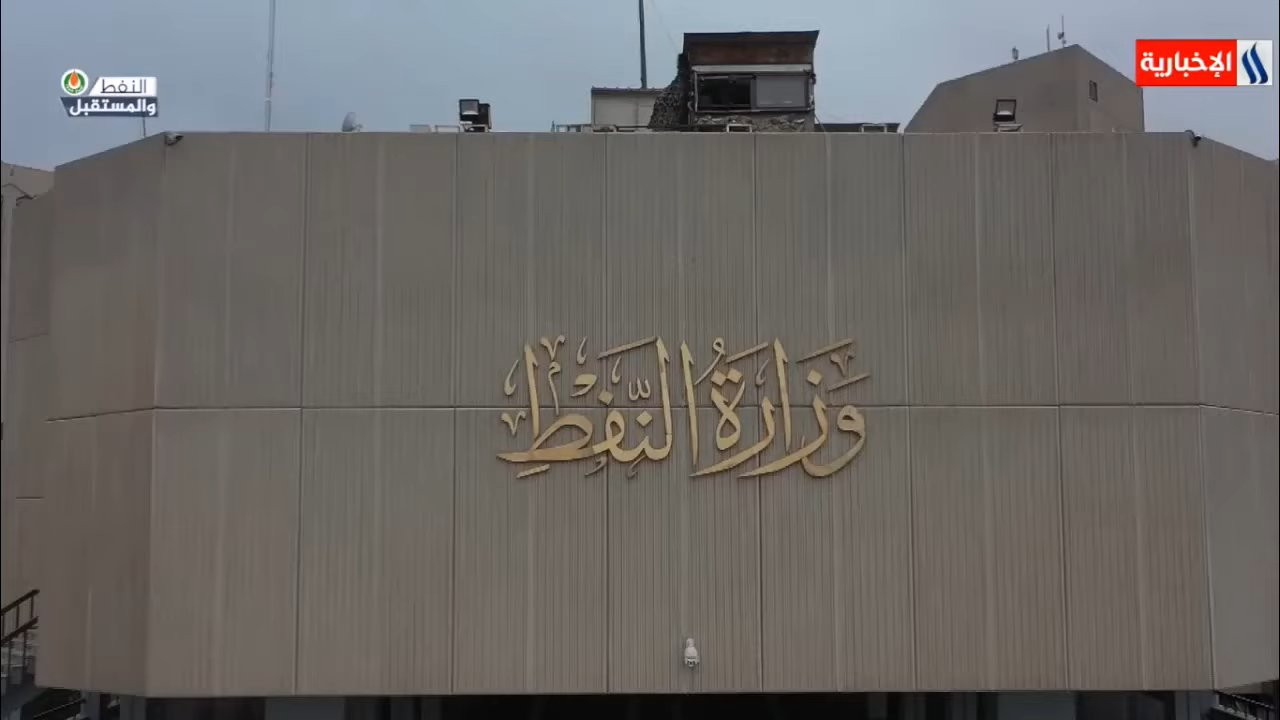 الإخبارية
النفط
والمستقبل
وزارة النفط